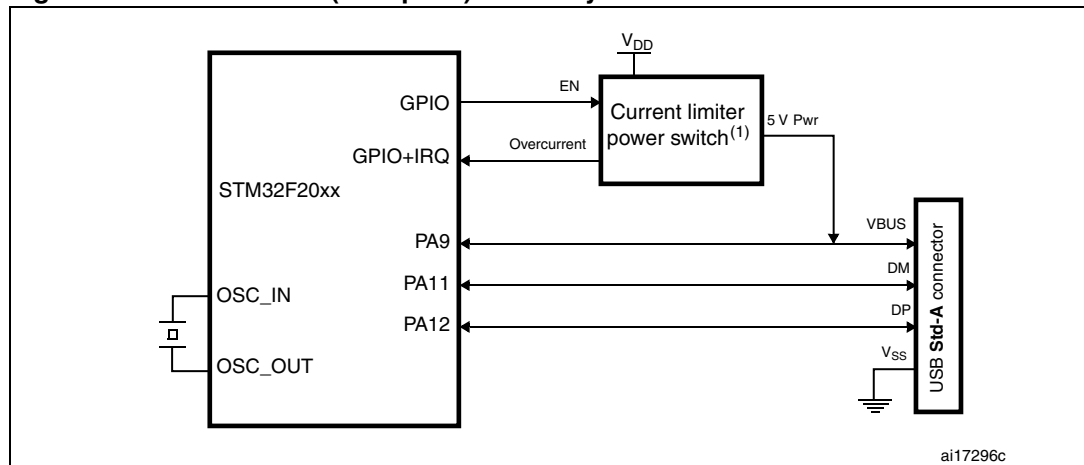 V_DD
GPIO
EN
Current limiter
power switch(1)
5 V Pwr
GPIO+IRQ
Overcurrent
STM32F20xx
PA9
VBUS
PA11
DM
PA12
DP
OSC_IN
OSC_OUT
V_SS
USB Std-A connector
ai17296c